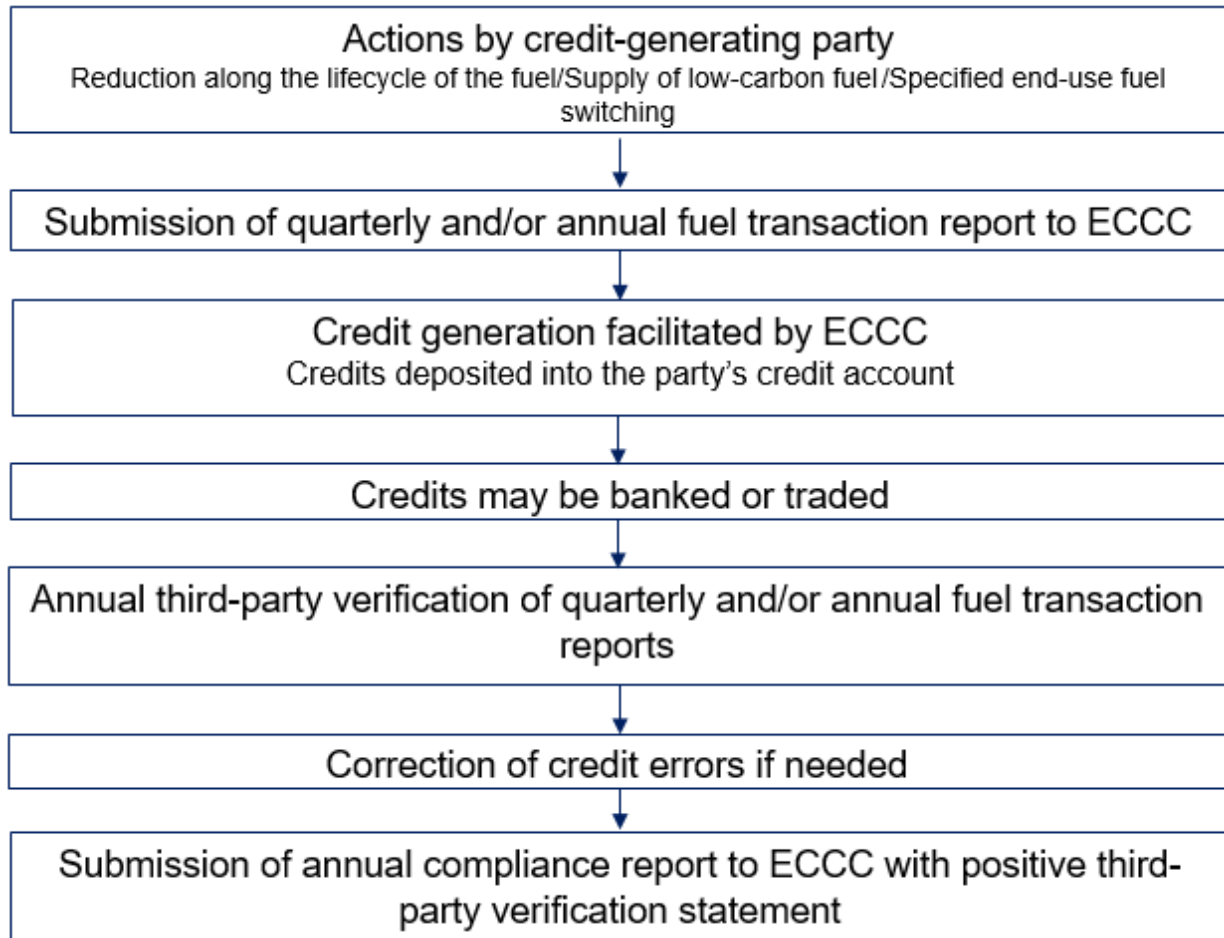 Actions by credit-generating party
Reduction along the lifecycle of the fuel/Supply of low-carbon fuel/Specified end-use fuel
switching
Submission of quarterly and/or annual fuel transaction report to ECCC
Credit generation facilitated by ECCC
Credits deposited into the party’s credit account
Credits may be banked or traded
Annual third-party verification of quarterly and/or annual fuel transaction
reports
Correction of credit errors if needed
Submission of annual compliance report to ECCC with positive third-
party verification statement